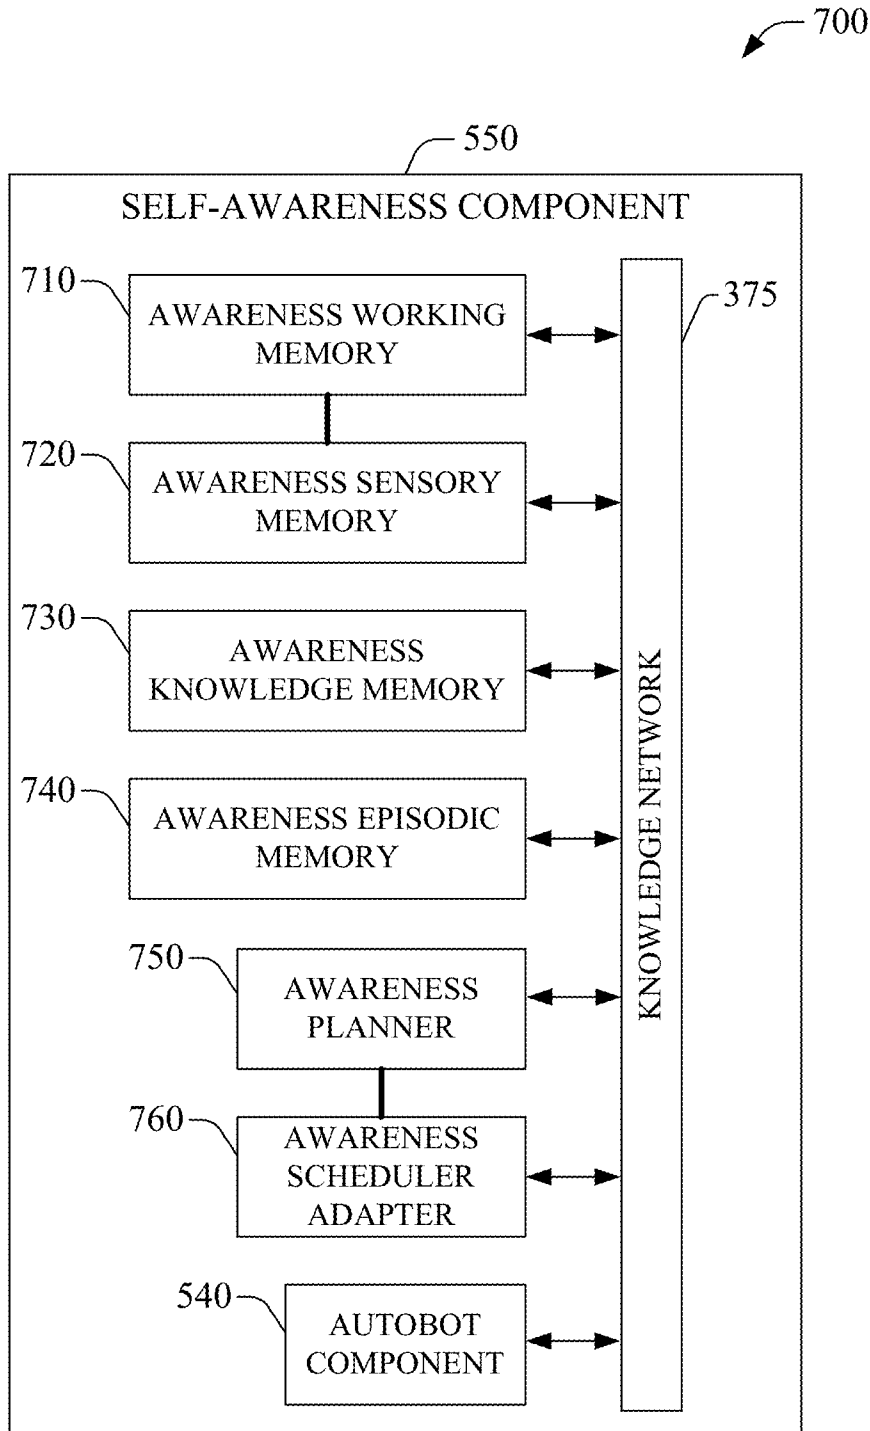 700
550
SELF-AWARENESS COMPONENT
710
AWARENESS WORKING
MEMORY
375
720
AWARENESS SENSORY
MEMORY
730
AWARENESS
KNOWLEDGE MEMORY
740
AWARENESS EPISODIC
MEMORY
KNOWLEDGE NETWORK
750
AWARENESS
PLANNER
760
AWARENESS
SCHEDULER
ADAPTER
540
AUTOBOT
COMPONENT